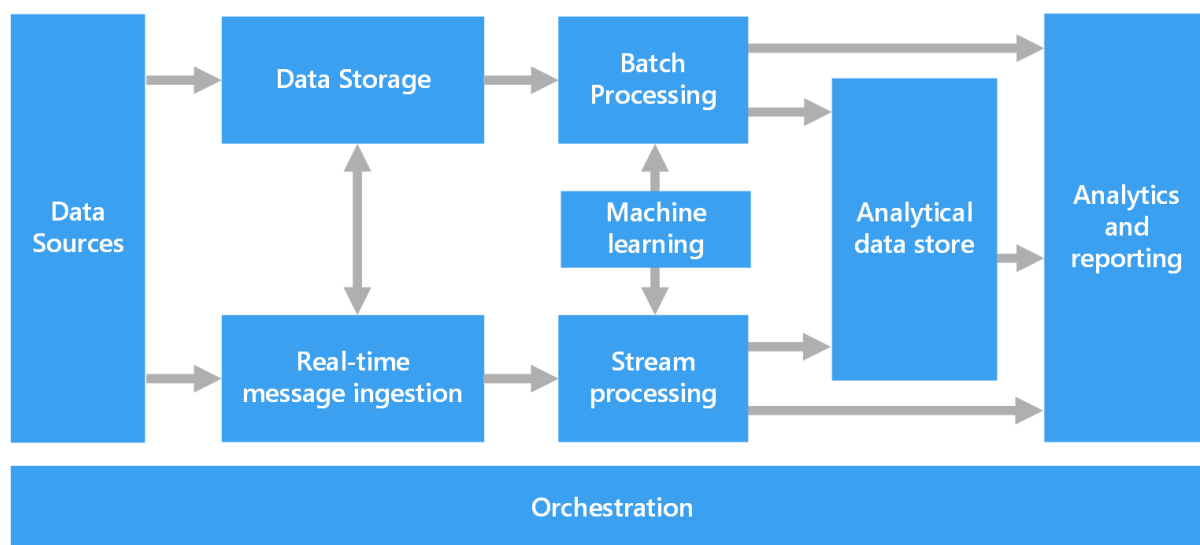 Data
Sources
Data Storage
Real-time
message ingestion
Batch
Processing
Machine
learning
Stream
processing
Analytical
data store
Analytics
and
reporting
Orchestration